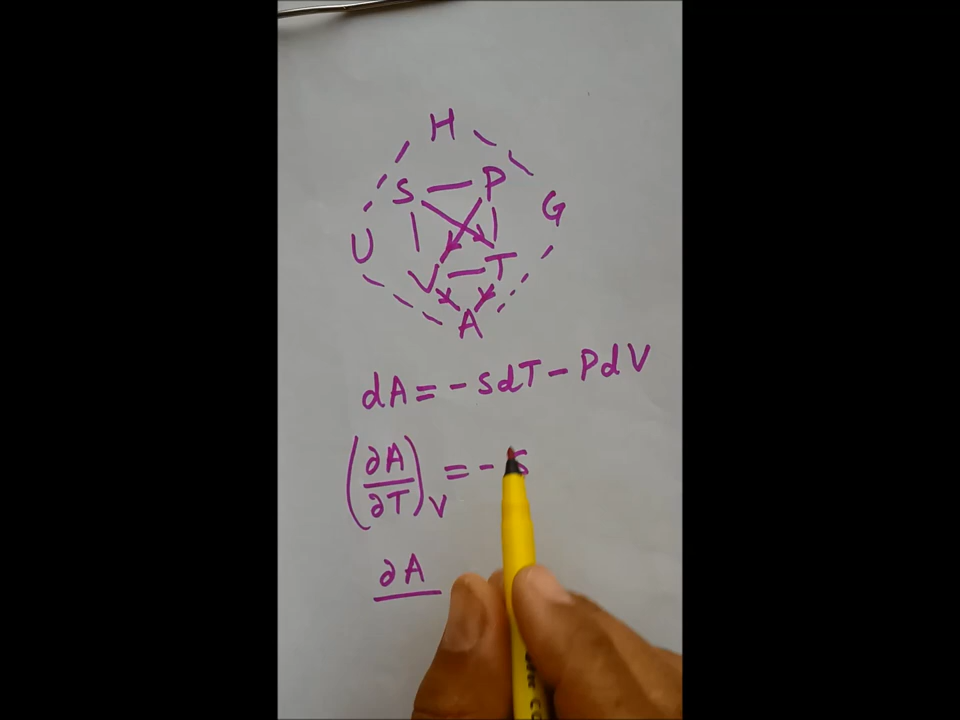 H
S P
G
U
V T
A
dA = - SdT - PdV
(∂A/∂T)V = - S
∂A